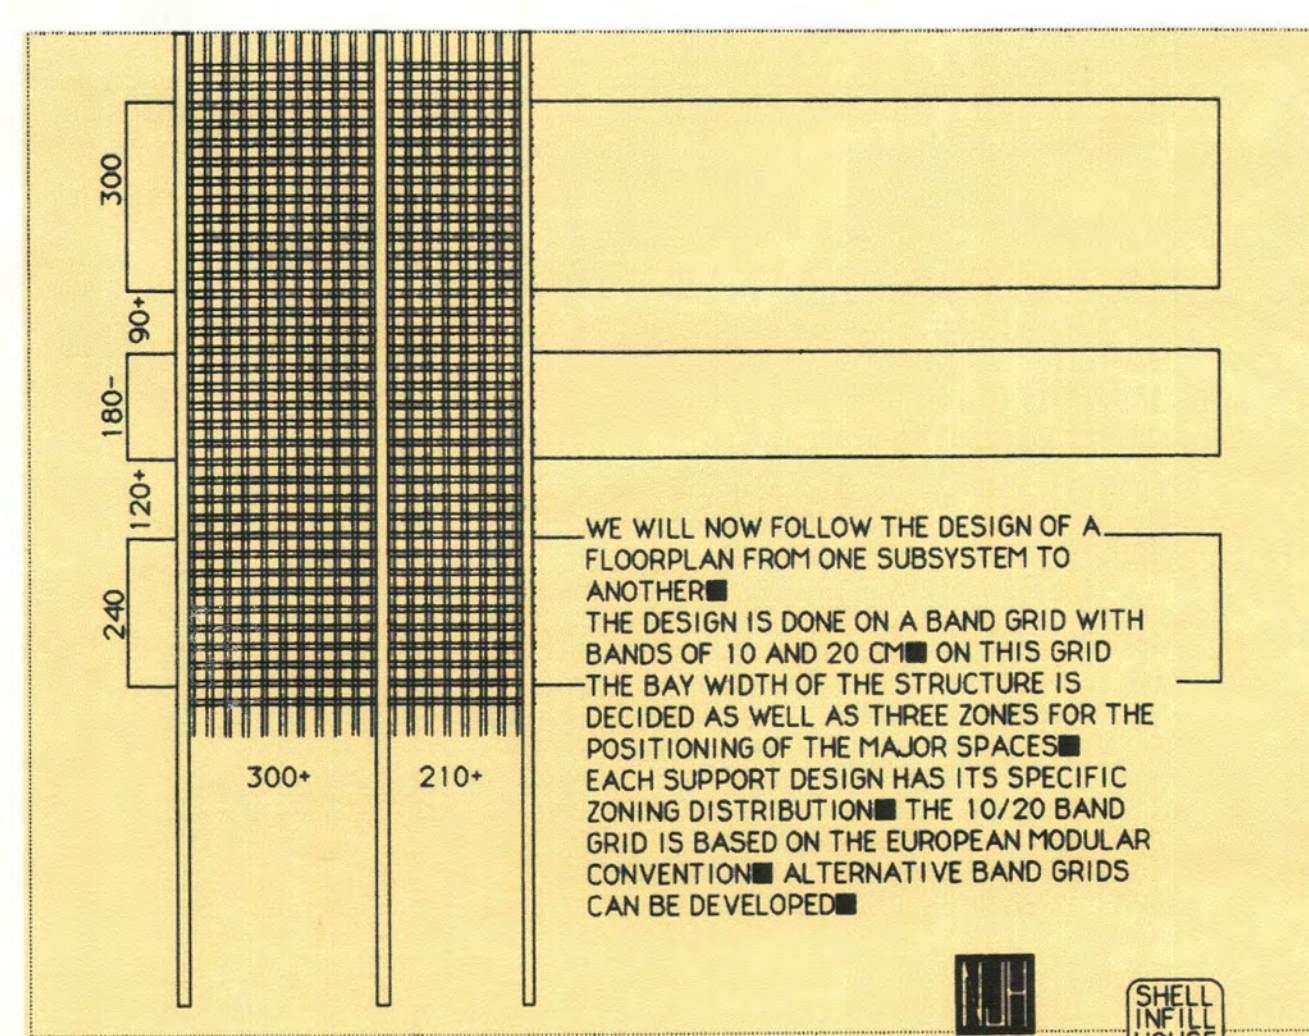 300
90+
180-
120+
240
300+
210+
WE WILL NOW FOLLOW THE DESIGN OF A
FLOORPLAN FROM ONE SUBSYSTEM TO
ANOTHER■
THE DESIGN IS DONE ON A BAND GRID WITH
BANDS OF 10 AND 20 CM■ ON THIS GRID
THE BAY WIDTH OF THE STRUCTURE IS
DECIDED AS WELL AS THREE ZONES FOR THE
POSITIONING OF THE MAJOR SPACES■
EACH SUPPORT DESIGN HAS ITS SPECIFIC
ZONING DISTRIBUTION■ THE 10/20 BAND
GRID IS BASED ON THE EUROPEAN MODULAR
CONVENTION■ ALTERNATIVE BAND GRIDS
CAN BE DEVELOPED■
NJH
SHELL
INFILL
HOUSE